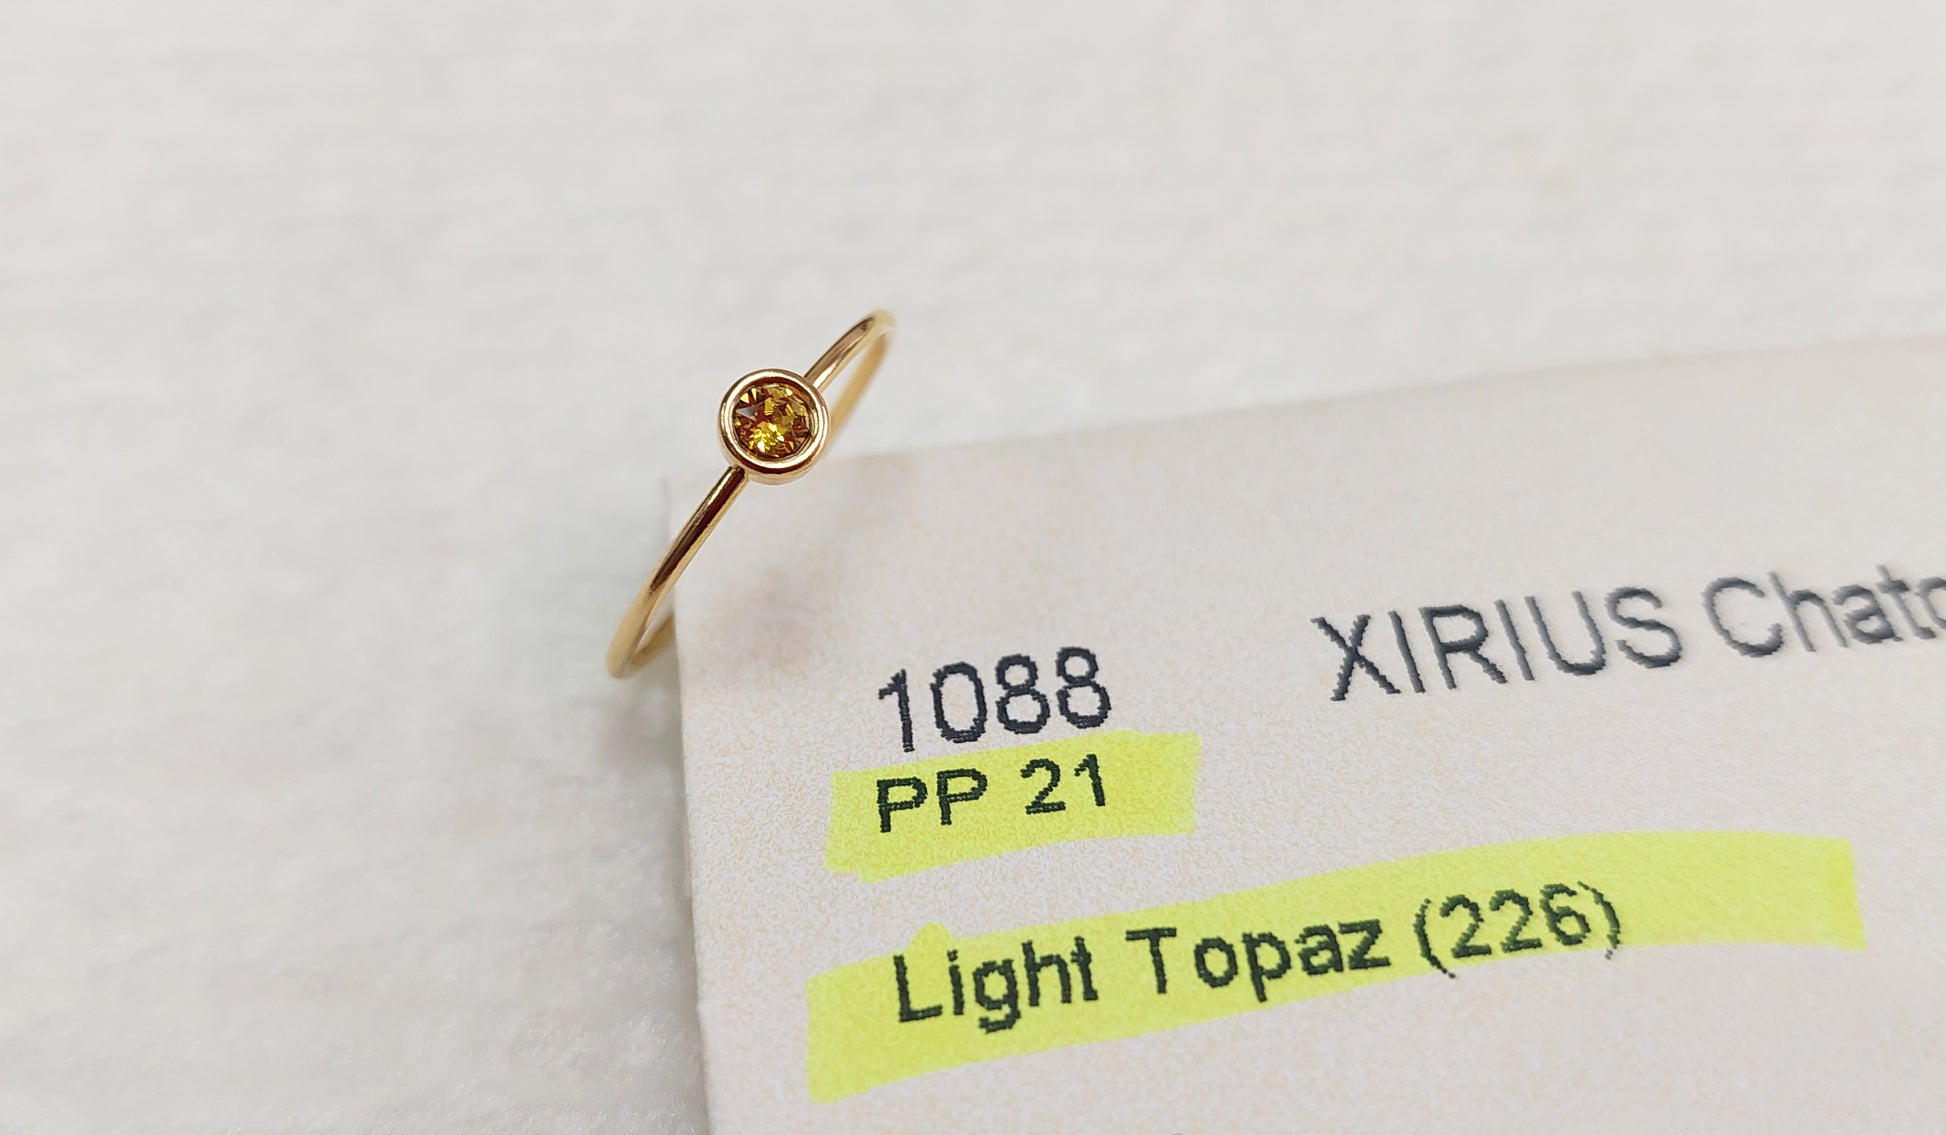 1088 XIRIUS
PP 21
Light Topaz (226)